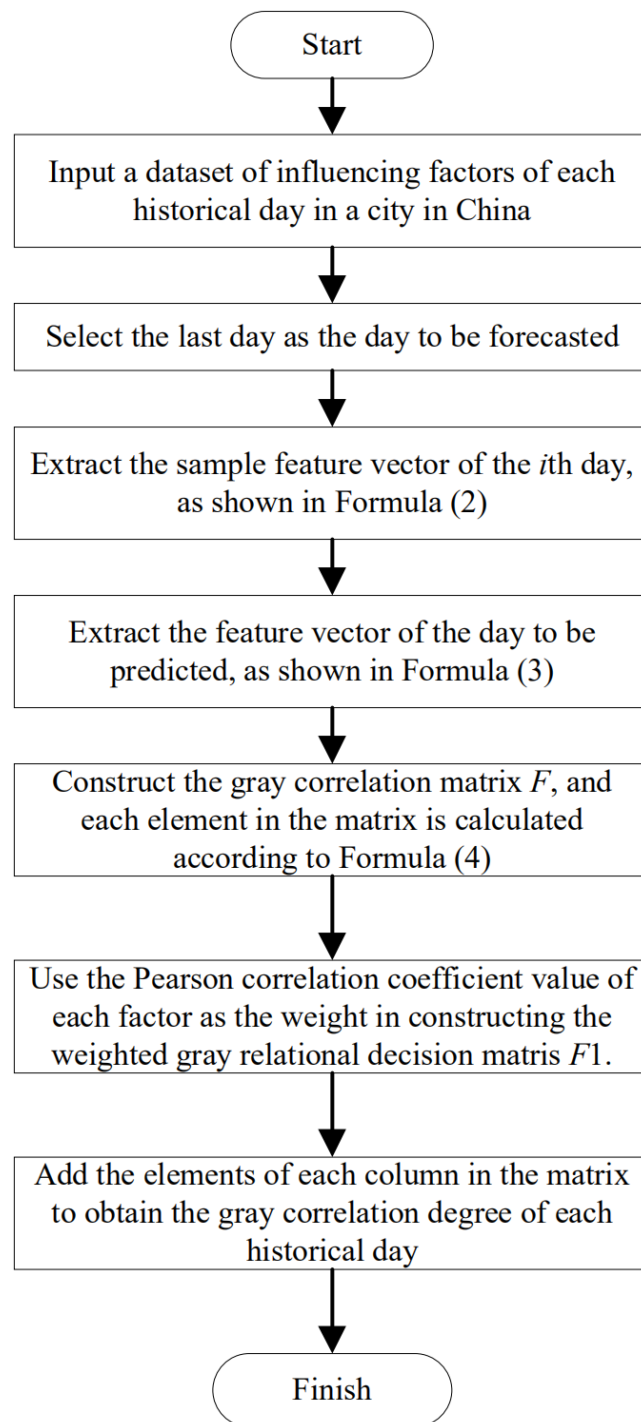 Start
Input a dataset of influencing factors of each
historical day in a city in China
Select the last day as the day to be forecasted
Extract the sample feature vector of the ith day,
as shown in Formula (2)
Extract the feature vector of the day to be
predicted, as shown in Formula (3)
Construct the gray correlation matrix F, and
each element in the matrix is calculated
according to Formula (4)
Use the Pearson correlation coefficient value of
each factor as the weight in constructing the
weighted gray relational decision matris F1.
Add the elements of each column in the matrix
to obtain the gray correlation degree of each
historical day
Finish